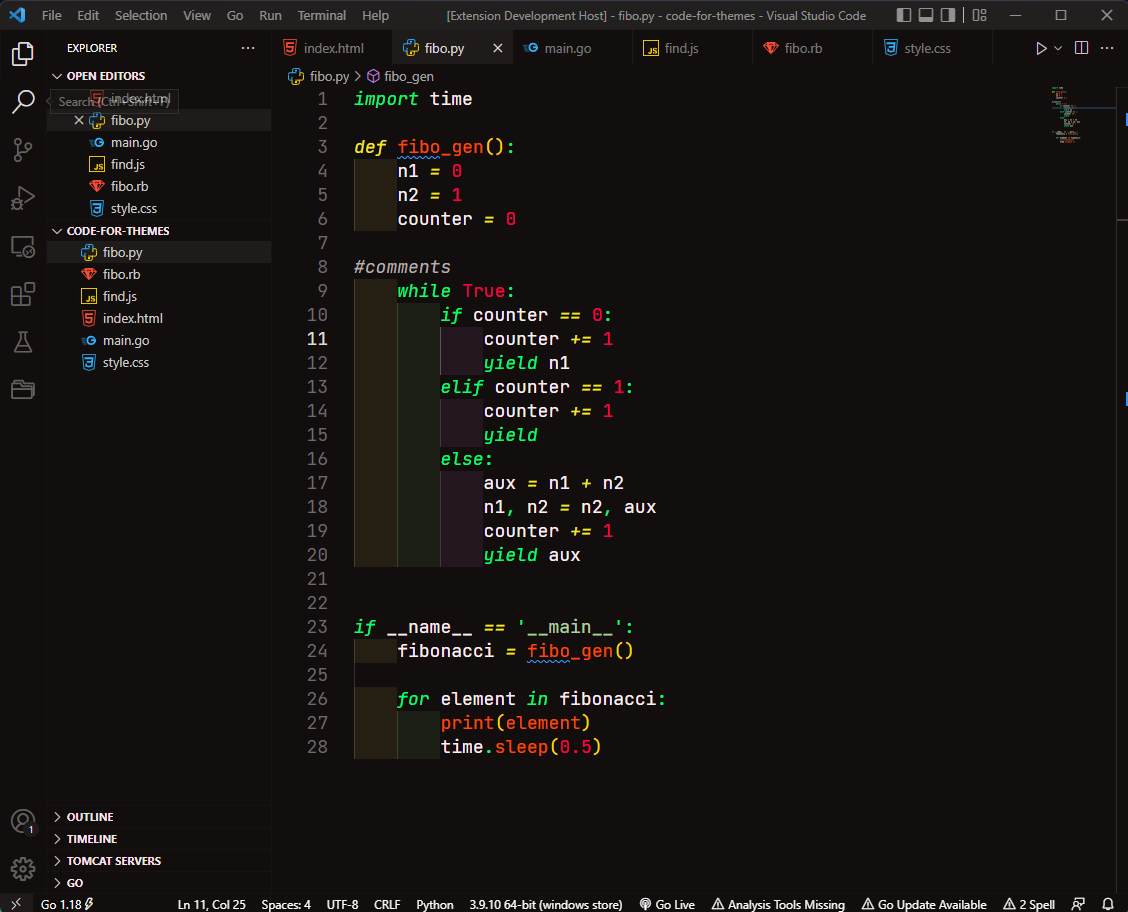 File Edit Selection View Go Run Terminal Help [Extension Development Host] - fibo.py - code-for-themes - Visual Studio Code
EXPLORER
index.html fibo.py main.go find.js fibo.rb style.css
OPEN EDITORS
fibo.py > fibo_gen
index.html
Search (Ctrl+Shift+F)
fibo.py
main.go
find.js
fibo.rb
style.css
CODE-FOR-THEMES
fibo.py
fibo.rb
find.js
index.html
main.go
style.css
1 import time
2
3 def fibo_gen():
4 n1 = 0
5 n2 = 1
6 counter = 0
7
8 #comments
9 while True:
10 if counter == 0:
11 counter += 1
12 yield n1
13 elif counter == 1:
14 counter += 1
15 yield
16 else:
17 aux = n1 + n2
18 n1, n2 = n2, aux
19 counter += 1
20 yield aux
21
22
23 if __name__ == '__main__':
24 fibonacci = fibo_gen()
25
26 for element in fibonacci:
27 print(element)
28 time.sleep(0.5)
OUTLINE
TIMELINE
TOMCAT SERVERS
GO
1
Go 1.18 Ln 11, Col 25 Spaces: 4 UTF-8 CRLF Python 3.9.10 64-bit (windows store) Go Live Analysis Tools Missing Go Update Available 2 Spell